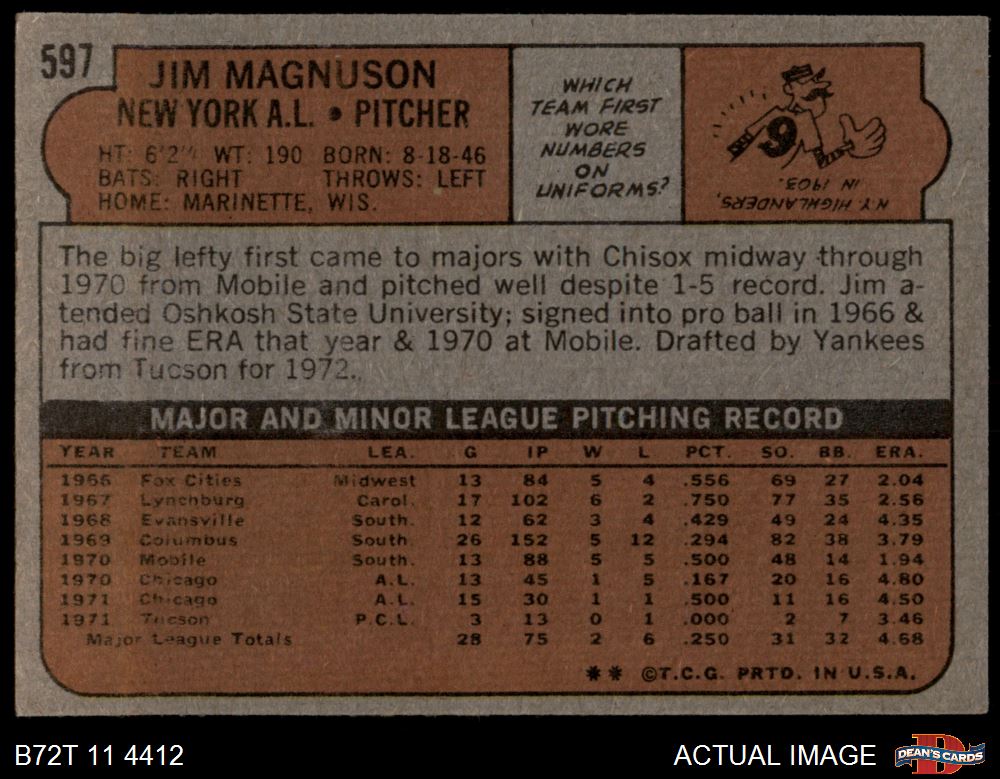 597
JIM MAGNUSON
NEW YORK A.L. • PITCHER
HT: 6'2" WT: 190 BORN: 8-18-46
BATS: RIGHT THROWS: LEFT
HOME: MARINETTE, WIS.
WHICH
TEAM FIRST
WORE
NUMBERS
ON
UNIFORMS?
9
N.Y. HIGHLANDERS,
IN 1903.
The big lefty first came to majors with Chisox midway through
1970 from Mobile and pitched well despite 1-5 record. Jim a-
tended Oshkosh State University; signed into pro ball in 1966 &
had fine ERA that year & 1970 at Mobile. Drafted by Yankees
from Tucson for 1972.
MAJOR AND MINOR LEAGUE PITCHING RECORD
YEAR TEAM LEA. G IP W L PCT. SO. BB. ERA.
1966 Fox Cities Midwest 13 84 5 4 .556 69 27 2.04
1967 Lynchburg Carol. 17 102 6 2 .750 77 35 2.56
1968 Evansville South. 12 62 3 4 .429 49 24 4.35
1969 Columbus South. 26 152 5 12 .294 82 38 3.79
1970 Mobile South. 13 88 5 5 .500 48 14 1.94
1970 Chicago A.L. 13 45 1 5 .167 20 16 4.80
1971 Chicago A.L. 15 30 1 1 .500 11 16 4.50
1971 Tucson P.C.L. 3 13 0 1 .000 2 7 3.46
Major League Totals 28 75 2 6 .250 31 32 4.68
** ©T.C.G. PRTD. IN U.S.A.
B72T 11 4412
ACTUAL IMAGE
DEAN'S CARDS